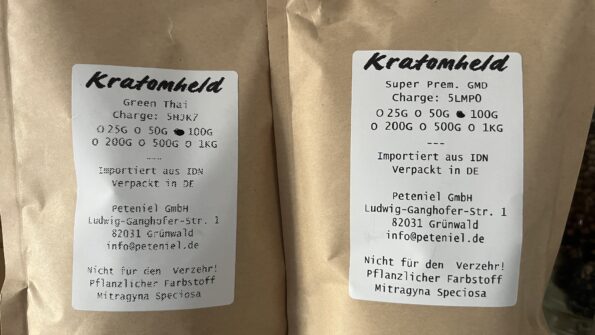 Kratomheld
Green Thai
Charge: 5HJK7
O 25G O 50G ● 100G
O 200G O 500G O 1KG
---
Importiert aus IDN
Verpackt in DE
Peteniel GmbH
Ludwig-Ganghofer-Str. 1
82031 Grünwald
info@peteniel.de
Nicht für den Verzehr!
Pflanzlicher Farbstoff
Mitragyna Speciosa
Kratomheld
Super Prem. GMD
Charge: 5LMPO
O 25G O 50G ● 100G
O 200G O 500G O 1KG
---
Importiert aus IDN
Verpackt in DE
Peteniel GmbH
Ludwig-Ganghofer-Str. 1
82031 Grünwald
info@peteniel.de
Nicht für den Verzehr!
Pflanzlicher Farbstoff
Mitragyna Speciosa